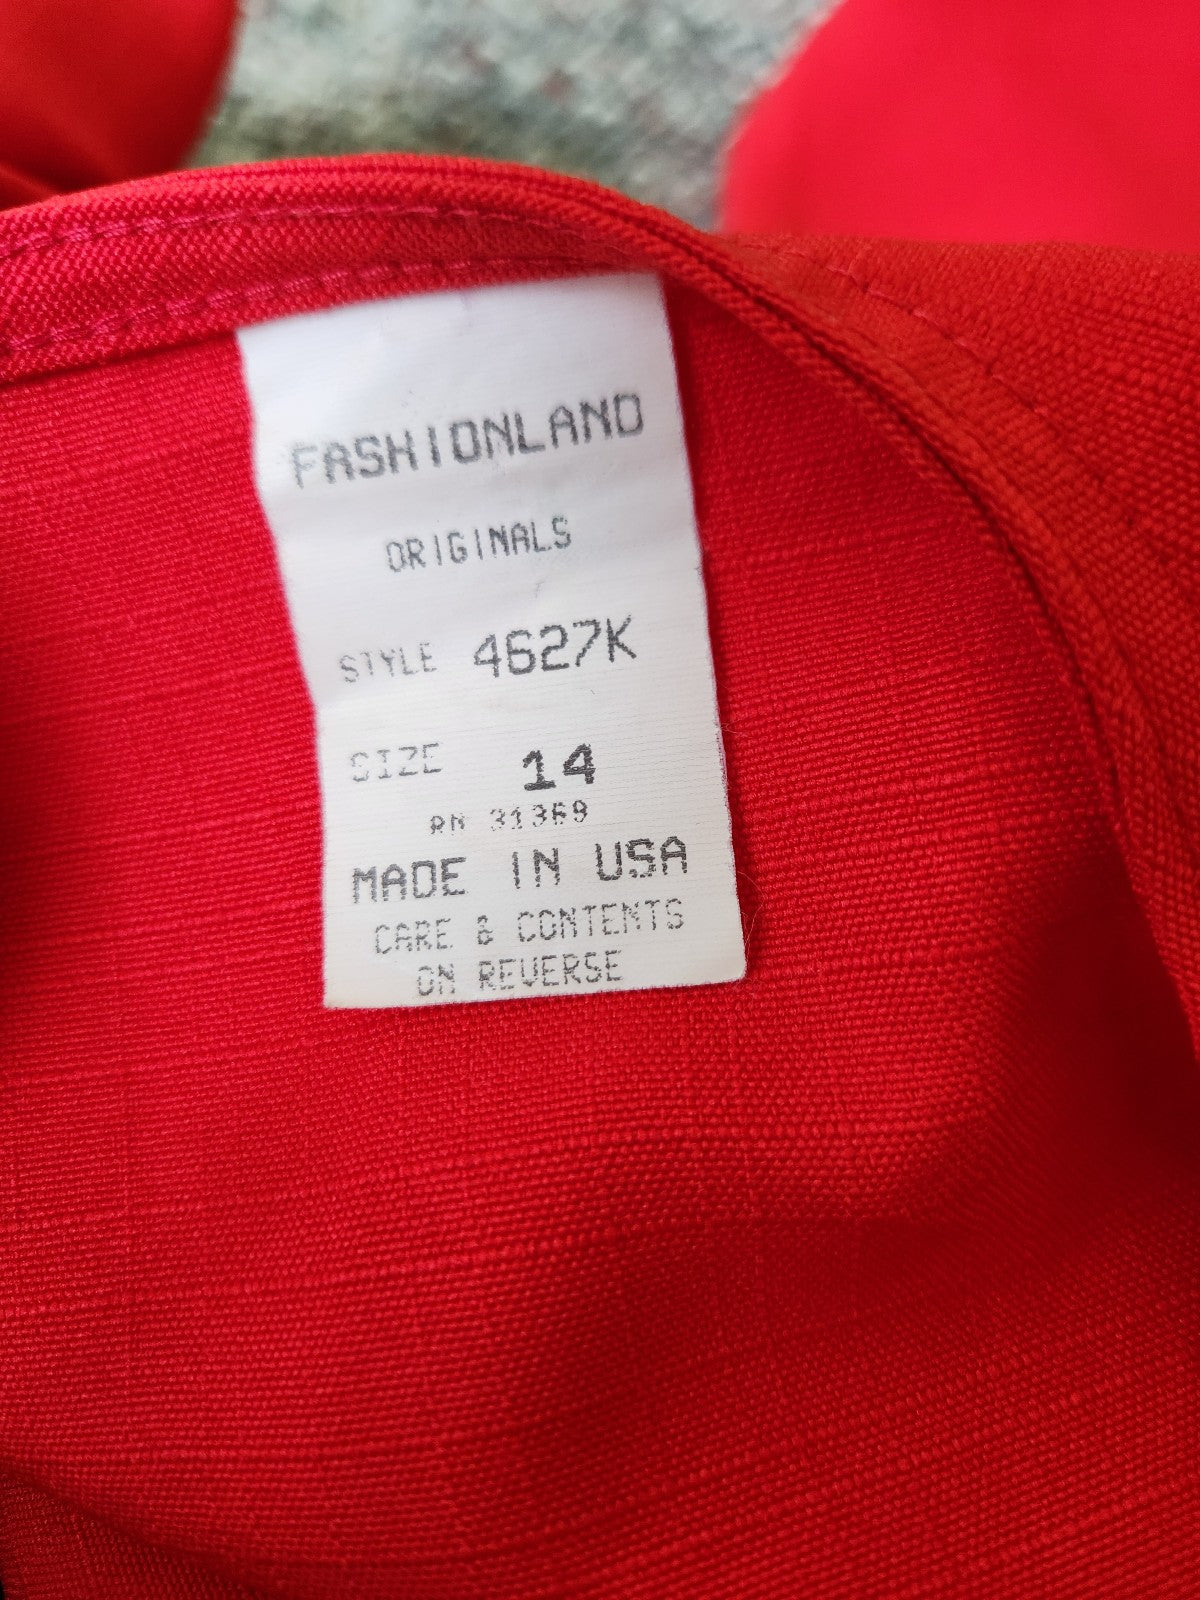 FASHIONLAND
ORIGINALS
STYLE 4627K
SIZE 14
RN 31369
MADE IN USA
CARE & CONTENTS
ON REVERSE